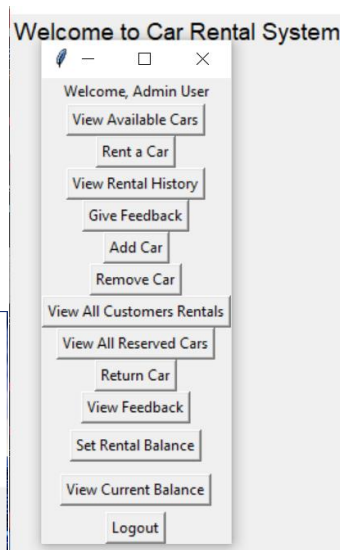 Welcome to Car Rental System
Welcome, Admin User
View Available Cars
Rent a Car
View Rental History
Give Feedback
Add Car
Remove Car
View All Customers Rentals
View All Reserved Cars
Return Car
View Feedback
Set Rental Balance
View Current Balance
Logout